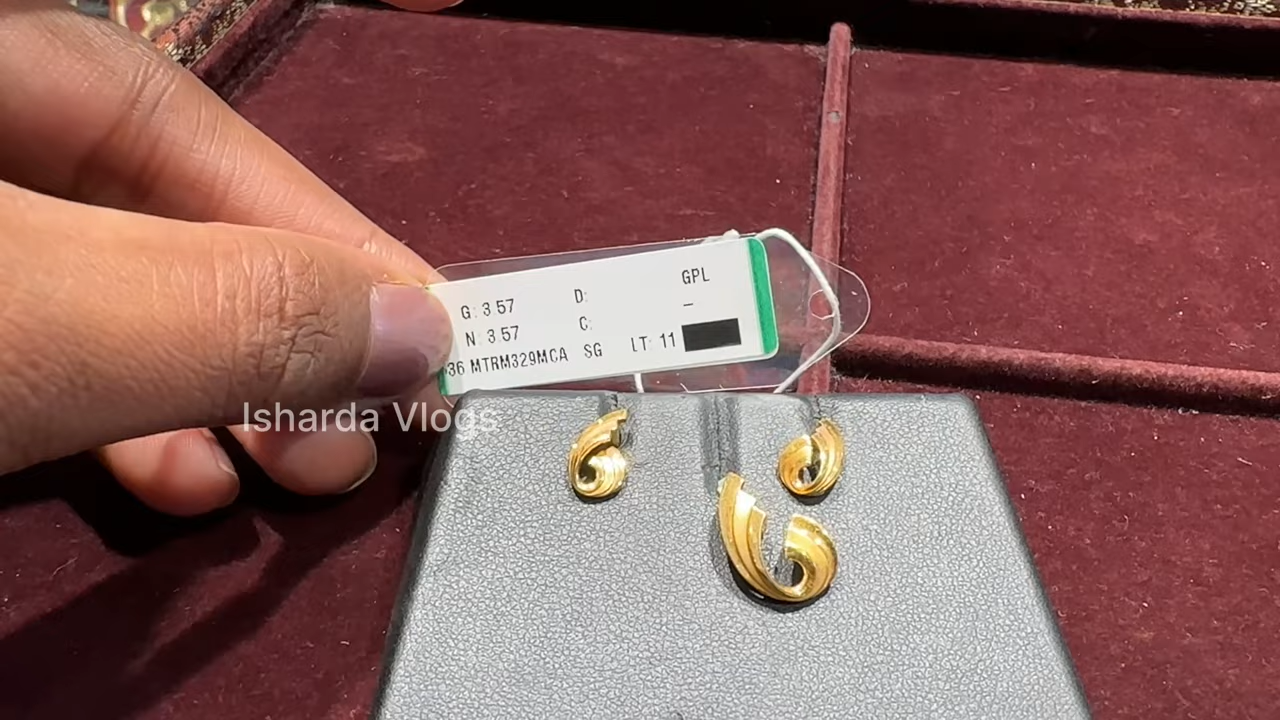 GPL
G: 3 57 D:
–
N: 3 57 C:
36 MTRM329MCA SG LT: 11
Isharda Vlogs